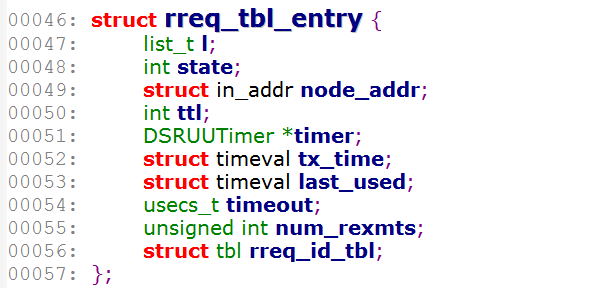 00046: struct rreq_tbl_entry {
00047: list_t l;
00048: int state;
00049: struct in_addr node_addr;
00050: int ttl;
00051: DSRUUTimer *timer;
00052: struct timeval tx_time;
00053: struct timeval last_used;
00054: usecs_t timeout;
00055: unsigned int num_rexmts;
00056: struct tbl rreq_id_tbl;
00057: };